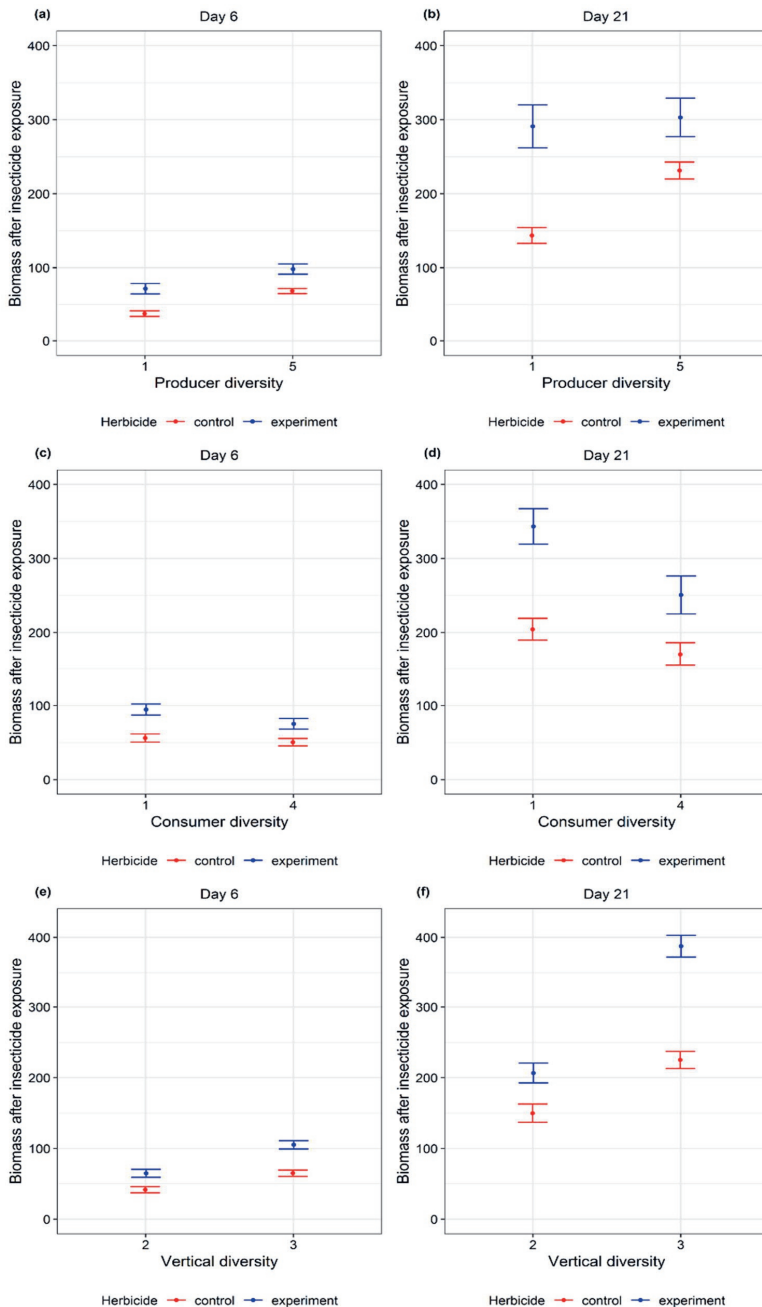 (a) Day 6
Biomass after insecticide exposure
400
300
200
100
0
1 5
Producer diversity
Herbicide control experiment
(b) Day 21
Biomass after insecticide exposure
400
300
200
100
0
1 5
Producer diversity
Herbicide control experiment
(c) Day 6
Biomass after insecticide exposure
400
300
200
100
0
1 4
Consumer diversity
Herbicide control experiment
(d) Day 21
Biomass after insecticide exposure
400
300
200
100
0
1 4
Consumer diversity
Herbicide control experiment
(e) Day 6
Biomass after insecticide exposure
400
300
200
100
0
2 3
Vertical diversity
Herbicide control experiment
(f) Day 21
Biomass after insecticide exposure
400
300
200
100
0
2 3
Vertical diversity
Herbicide control experiment